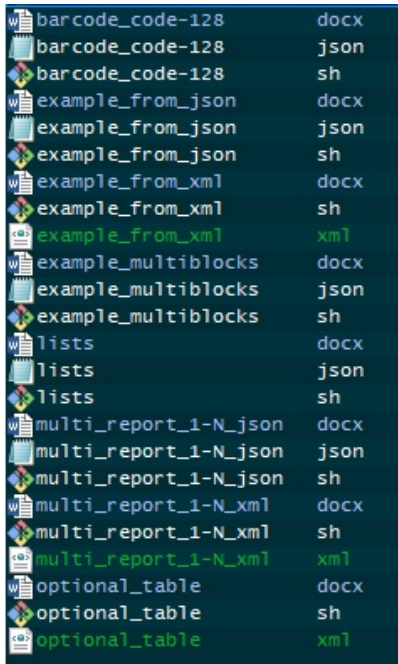 barcode_code-128 docx
barcode_code-128 json
barcode_code-128 sh
example_from_json docx
example_from_json json
example_from_json sh
example_from_xml docx
example_from_xml sh
example_from_xml xml
example_multiblocks docx
example_multiblocks json
example_multiblocks sh
lists docx
lists json
lists sh
multi_report_1-N_json docx
multi_report_1-N_json json
multi_report_1-N_json sh
multi_report_1-N_xml docx
multi_report_1-N_xml sh
multi_report_1-N_xml xml
optional_table docx
optional_table sh
optional_table xml